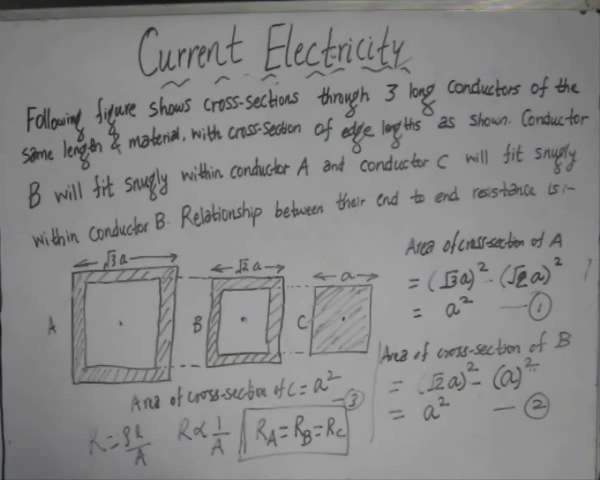 Current Electricity
Following figure shows cross-sections through 3 long conductors of the
same length & material, with cross-section of edge lengths as shown. Conductor
B will fit snugly within conductor A and conductor C will fit snugly
within conductor B. Relationship between their end to end resistance is:-
√3a
√2a
a
A
B
C
Area of cross-section of A
= (√3a)² - (√2a)²
= a² — ①
Area of cross-section of B
= (√2a)² - (a)²
= a² — ②
Area of cross-section of C = a² — ③
R = ρl/A R ∝ 1/A R_A = R_B = R_C